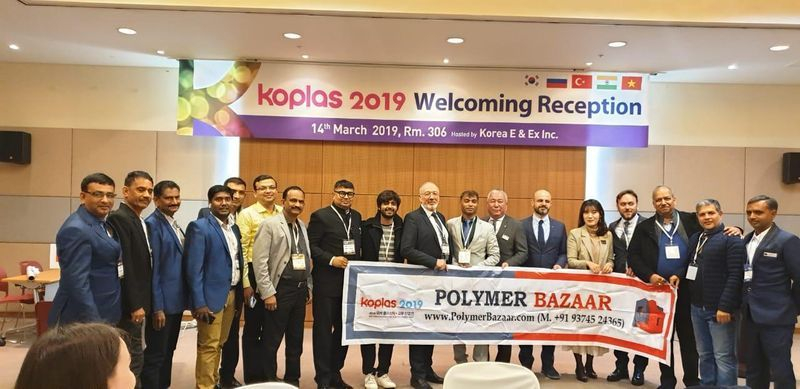 koplas 2019 Welcoming Reception
14th March 2019, Rm. 306 Hosted by Korea E & Ex Inc.
koplas 2019
POLYMER BAZAAR
www.PolymerBazaar.com (M. +91 93745 24365)